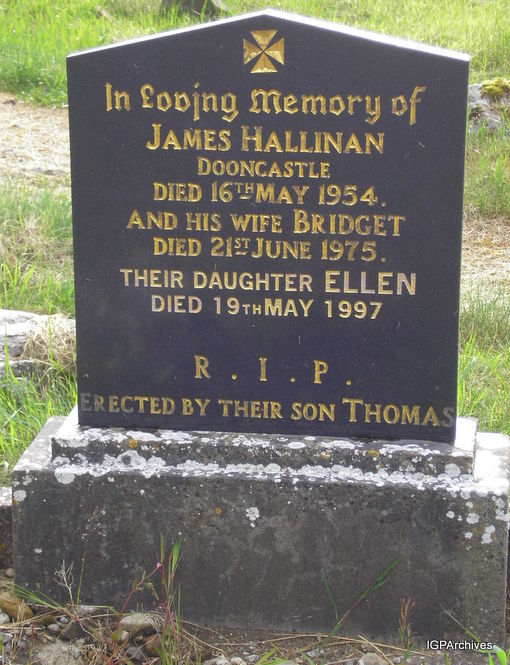 In Loving Memory of
JAMES HALLINAN
DOONCASTLE
DIED 16TH MAY 1954.
AND HIS WIFE BRIDGET
DIED 21ST JUNE 1975.
THEIR DAUGHTER ELLEN
DIED 19TH MAY 1997
R. I. P.
ERECTED BY THEIR SON THOMAS
IGPArchives